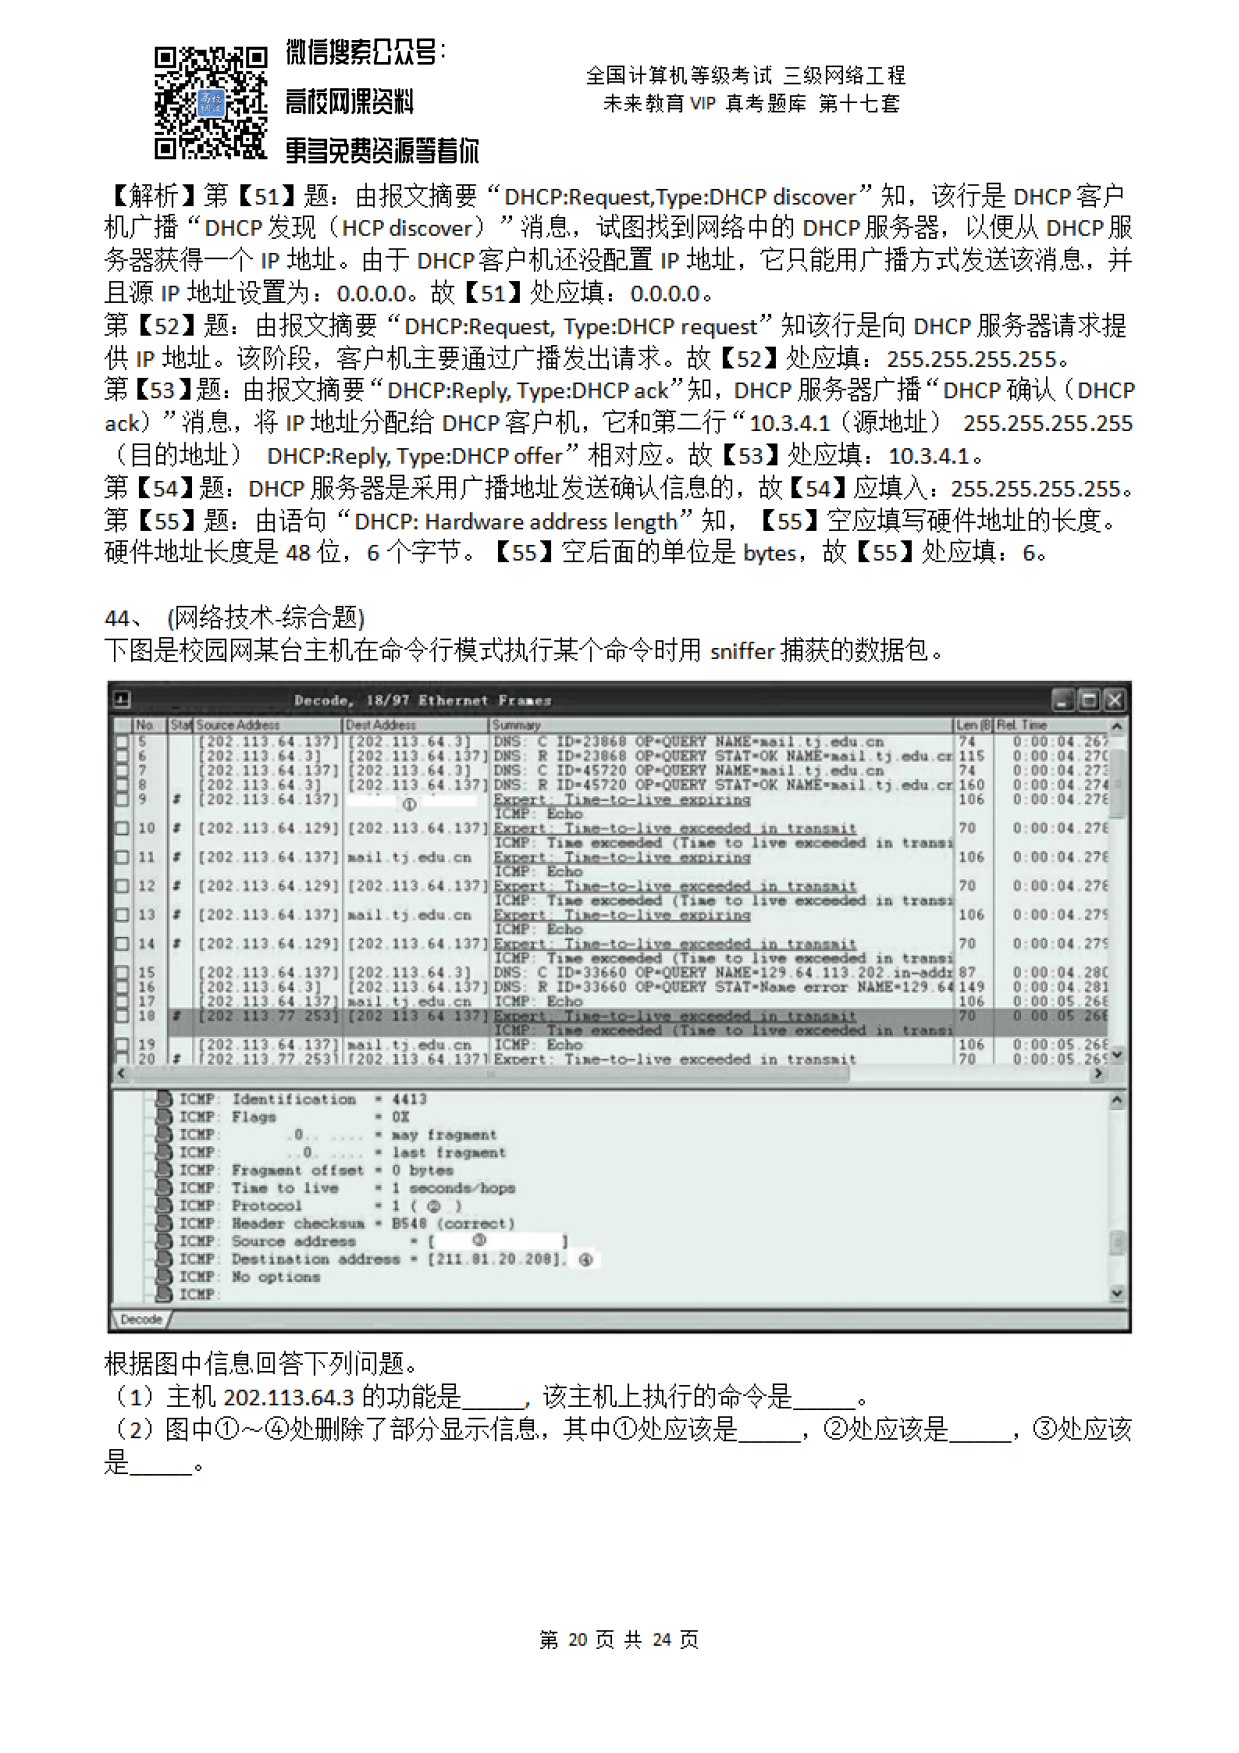 微信搜索公众号：
高校网课资料
更多免费资源等着你
全国计算机等级考试 三级网络工程
未来教育 VIP 真考题库 第十七套
【解析】第【51】题：由报文摘要“DHCP:Request,Type:DHCP discover”知，该行是 DHCP 客户
机广播“DHCP 发现（HCP discover）”消息，试图找到网络中的 DHCP 服务器，以便从 DHCP 服
务器获得一个 IP 地址。由于 DHCP 客户机还没配置 IP 地址，它只能用广播方式发送该消息，并
且源 IP 地址设置为：0.0.0.0。故【51】处应填：0.0.0.0。
第【52】题：由报文摘要“DHCP:Request, Type:DHCP request”知该行是向 DHCP 服务器请求提
供 IP 地址。该阶段，客户机主要通过广播发出请求。故【52】处应填：255.255.255.255。
第【53】题：由报文摘要“DHCP:Reply, Type:DHCP ack”知，DHCP 服务器广播“DHCP 确认（DHCP
ack）”消息，将 IP 地址分配给 DHCP 客户机，它和第二行“10.3.4.1（源地址） 255.255.255.255
（目的地址） DHCP:Reply, Type:DHCP offer”相对应。故【53】处应填：10.3.4.1。
第【54】题：DHCP 服务器是采用广播地址发送确认信息的，故【54】应填入：255.255.255.255。
第【55】题：由语句“DHCP: Hardware address length”知，【55】空应填写硬件地址的长度。
硬件地址长度是 48 位，6 个字节。【55】空后面的单位是 bytes，故【55】处应填：6。
44、 (网络技术-综合题)
下图是校园网某台主机在命令行模式执行某个命令时用 sniffer 捕获的数据包。
Decode, 18/97 Ethernet Frames
No. Stat Source Address Dest Address Summary Len (B Rel. Time
5 [202.113.64.137] [202.113.64.3] DNS: C ID=23868 OP=QUERY NAME=mail.tj.edu.cn 74 0:00:04.267
6 [202.113.64.3] [202.113.64.137] DNS: R ID=23868 OP=QUERY STAT=OK NAME=mail.tj.edu.cr 115 0:00:04.270
7 [202.113.64.137] [202.113.64.3] DNS: C ID=45720 OP=QUERY NAME=mail.tj.edu.cn 74 0:00:04.273
8 [202.113.64.3] [202.113.64.137] DNS: R ID=45720 OP=QUERY STAT=OK NAME=mail.tj.edu.cr 160 0:00:04.274
9 # [202.113.64.137] ① Expert: Time-to-live expiring 106 0:00:04.278
ICMP: Echo
10 # [202.113.64.129] [202.113.64.137] Expert: Time-to-live exceeded in transmit 70 0:00:04.278
ICMP: Time exceeded (Time to live exceeded in transi
11 # [202.113.64.137] mail.tj.edu.cn Expert: Time-to-live expiring 106 0:00:04.278
ICMP: Echo
12 # [202.113.64.129] [202.113.64.137] Expert: Time-to-live exceeded in transmit 70 0:00:04.278
ICMP: Time exceeded (Time to live exceeded in transi
13 # [202.113.64.137] mail.tj.edu.cn Expert: Time-to-live expiring 106 0:00:04.279
ICMP: Echo
14 # [202.113.64.129] [202.113.64.137] Expert: Time-to-live exceeded in transmit 70 0:00:04.279
ICMP: Time exceeded (Time to live exceeded in transi
15 [202.113.64.137] [202.113.64.3] DNS: C ID=33660 OP=QUERY NAME=129.64.113.202.in-addr 87 0:00:04.280
16 [202.113.64.3] [202.113.64.137] DNS: R ID=33660 OP=QUERY STAT=Name error NAME=129.64 149 0:00:04.281
17 [202.113.64.137] mail.tj.edu.cn ICMP: Echo 106 0:00:05.268
18 # [202.113.77.253] [202.113.64.137] Expert: Time-to-live exceeded in transmit 70 0:00:05.268
ICMP: Time exceeded (Time to live exceeded in transi
19 [202.113.64.137] mail.tj.edu.cn ICMP: Echo 106 0:00:05.268
20 # [202.113.77.253] [202.113.64.137] Expert: Time-to-live exceeded in transmit 70 0:00:05.269
ICMP: Identification = 4413
ICMP: Flags = 0X
ICMP: .0.. .... = may fragment
ICMP: ..0. .... = last fragment
ICMP: Fragment offset = 0 bytes
ICMP: Time to live = 1 seconds/hops
ICMP: Protocol = 1 ( ② )
ICMP: Header checksum = B548 (correct)
ICMP: Source address = [ ③ ]
ICMP: Destination address = [211.81.20.208]. ④
ICMP: No options
ICMP:
Decode
根据图中信息回答下列问题。
（1）主机 202.113.64.3 的功能是_____, 该主机上执行的命令是_____。
（2）图中①～④处删除了部分显示信息，其中①处应该是_____，②处应该是_____，③处应该
是_____。
第 20 页 共 24 页